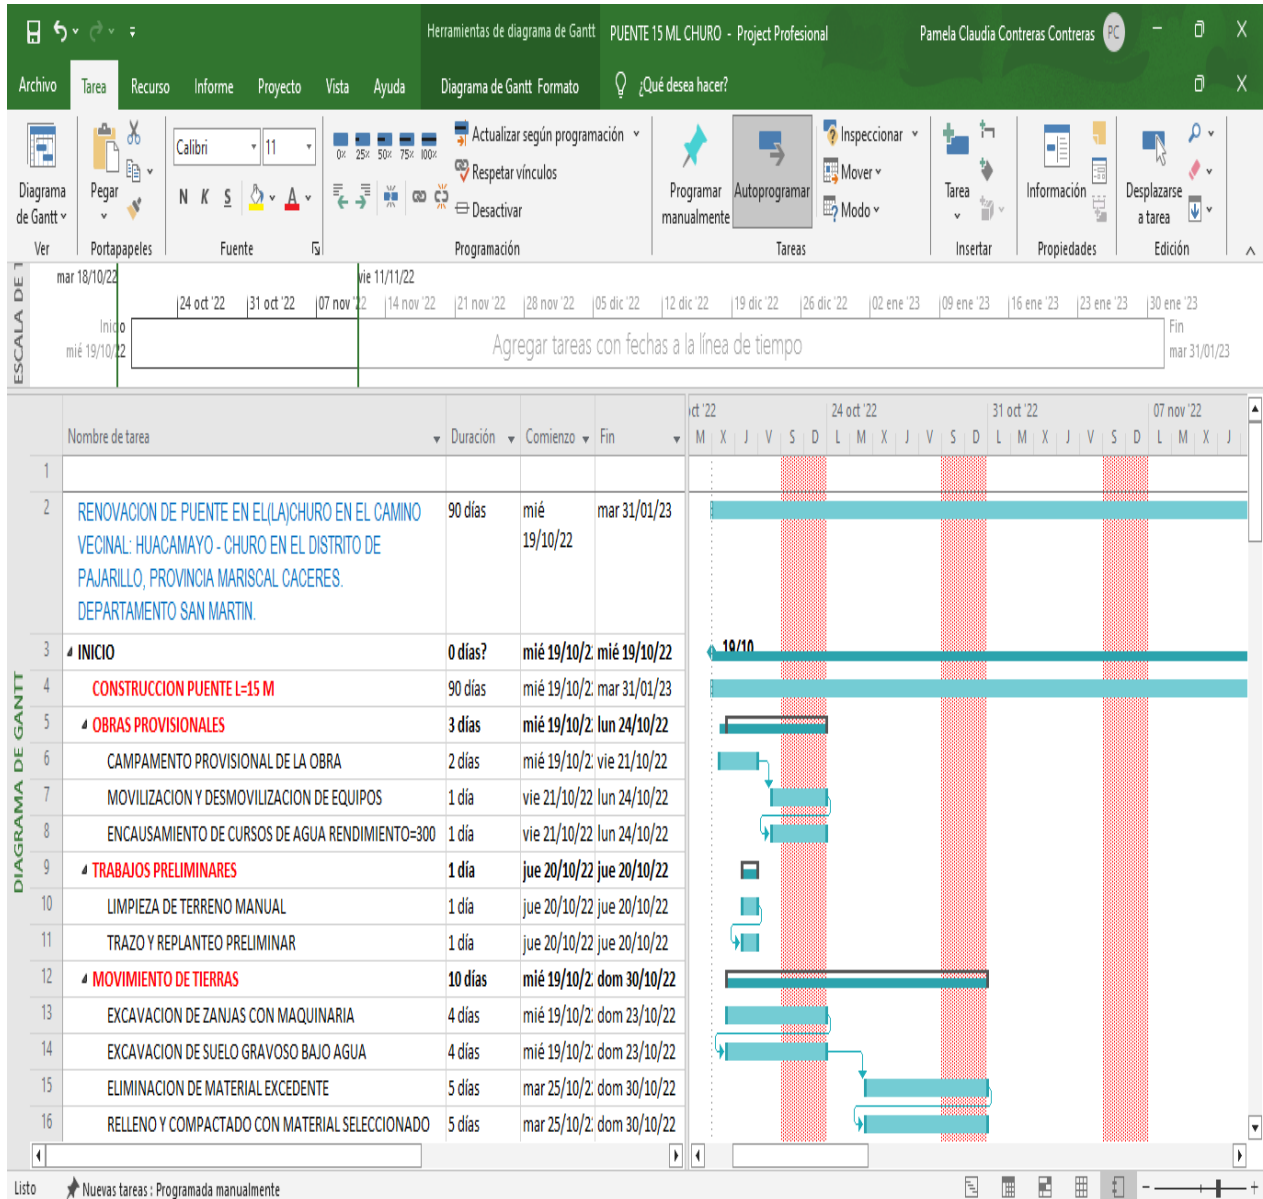 Herramientas de diagrama de Gantt PUENTE 15 ML CHURO - Project Profesional Pamela Claudia Contreras Contreras PC
Archivo Tarea Recurso Informe Proyecto Vista Ayuda Diagrama de Gantt Formato ¿Qué desea hacer?
Diagrama de Gantt
Ver
Pegar
Portapapeles
Calibri 11
N K S A
Fuente
0% 25% 50% 75% 100%
Actualizar según programación
Respetar vínculos
Desactivar
Programación
Programar manualmente
Autoprogramar
Inspeccionar
Mover
Modo
Tareas
Tarea
Insertar
Información
Propiedades
Desplazarse a tarea
Edición
ESCALA DE T
mar 18/10/22 vie 11/11/22
24 oct '22 31 oct '22 07 nov '22 14 nov '22 21 nov '22 28 nov '22 05 dic '22 12 dic '22 19 dic '22 26 dic '22 02 ene '23 09 ene '23 16 ene '23 23 ene '23 30 ene '23
Inicio
mié 19/10/22
Agregar tareas con fechas a la línea de tiempo
Fin
mar 31/01/23
DIAGRAMA DE GANTT
Nombre de tarea Duración Comienzo Fin
oct '22 24 oct '22 31 oct '22 07 nov '22
M X J V S D L M X J V S D L M X J V S D L M X J
1
2 RENOVACION DE PUENTE EN EL(LA)CHURO EN EL CAMINO 90 días mié mar 31/01/23
VECINAL: HUACAMAYO - CHURO EN EL DISTRITO DE 19/10/22
PAJARILLO, PROVINCIA MARISCAL CACERES.
DEPARTAMENTO SAN MARTIN.
3 INICIO 0 días? mié 19/10/2 mié 19/10/22 19/10
4 CONSTRUCCION PUENTE L=15 M 90 días mié 19/10/2 mar 31/01/23
5 OBRAS PROVISIONALES 3 días mié 19/10/2 lun 24/10/22
6 CAMPAMENTO PROVISIONAL DE LA OBRA 2 días mié 19/10/2 vie 21/10/22
7 MOVILIZACION Y DESMOVILIZACION DE EQUIPOS 1 día vie 21/10/22 lun 24/10/22
8 ENCAUSAMIENTO DE CURSOS DE AGUA RENDIMIENTO=300 1 día vie 21/10/22 lun 24/10/22
9 TRABAJOS PRELIMINARES 1 día jue 20/10/22 jue 20/10/22
10 LIMPIEZA DE TERRENO MANUAL 1 día jue 20/10/22 jue 20/10/22
11 TRAZO Y REPLANTEO PRELIMINAR 1 día jue 20/10/22 jue 20/10/22
12 MOVIMIENTO DE TIERRAS 10 días mié 19/10/2 dom 30/10/22
13 EXCAVACION DE ZANJAS CON MAQUINARIA 4 días mié 19/10/2 dom 23/10/22
14 EXCAVACION DE SUELO GRAVOSO BAJO AGUA 4 días mié 19/10/2 dom 23/10/22
15 ELIMINACION DE MATERIAL EXCEDENTE 5 días mar 25/10/2 dom 30/10/22
16 RELLENO Y COMPACTADO CON MATERIAL SELECCIONADO 5 días mar 25/10/2 dom 30/10/22
Listo Nuevas tareas : Programada manualmente